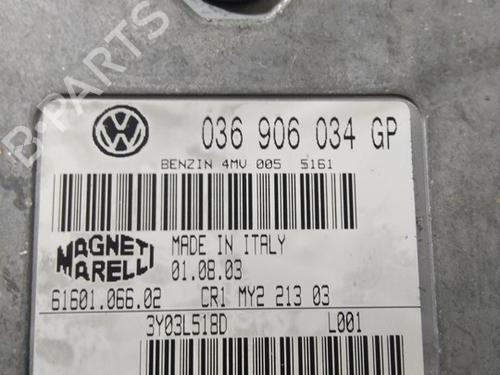 B-PARTS
036 906 034 GP
BENZIN 4MV 005 5161
MAGNETI
MARELLI
MADE IN ITALY
01.08.03
61601.066.02 CR1 MY2 213 03
3Y03L518D L001